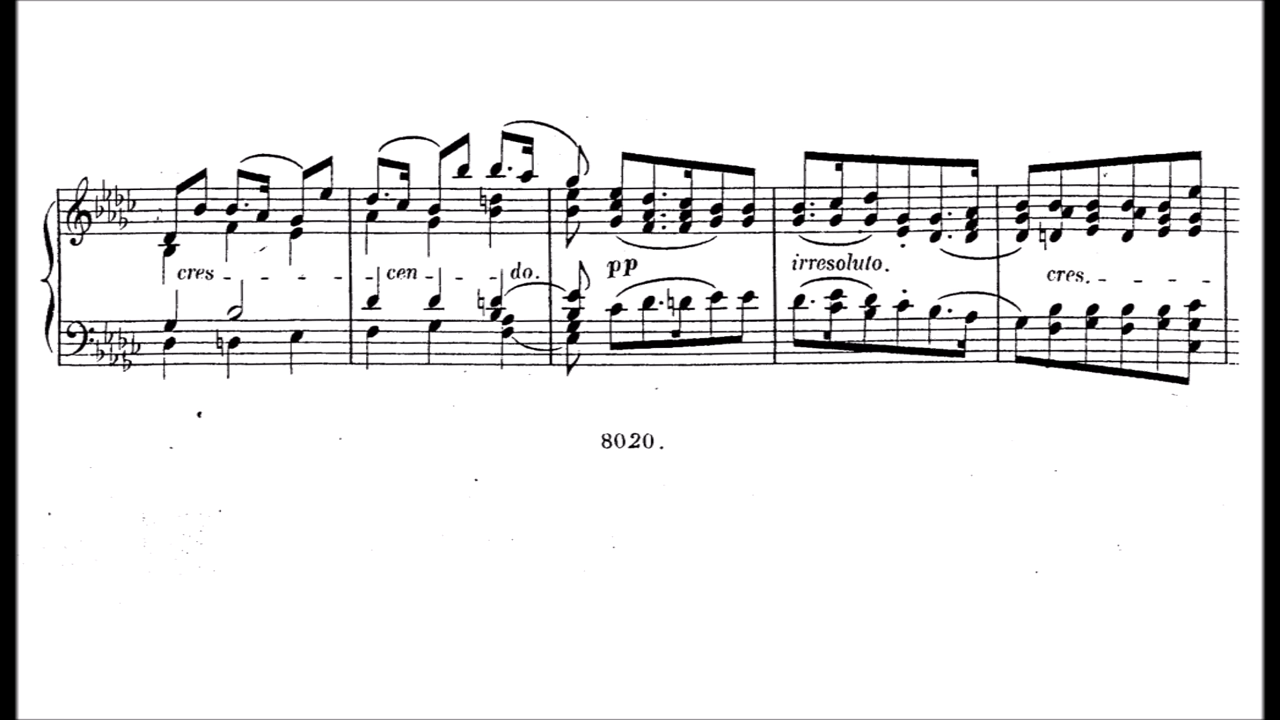 cres - - - - - cen - - - do.
pp irresoluto. cres. - - - -
8020.